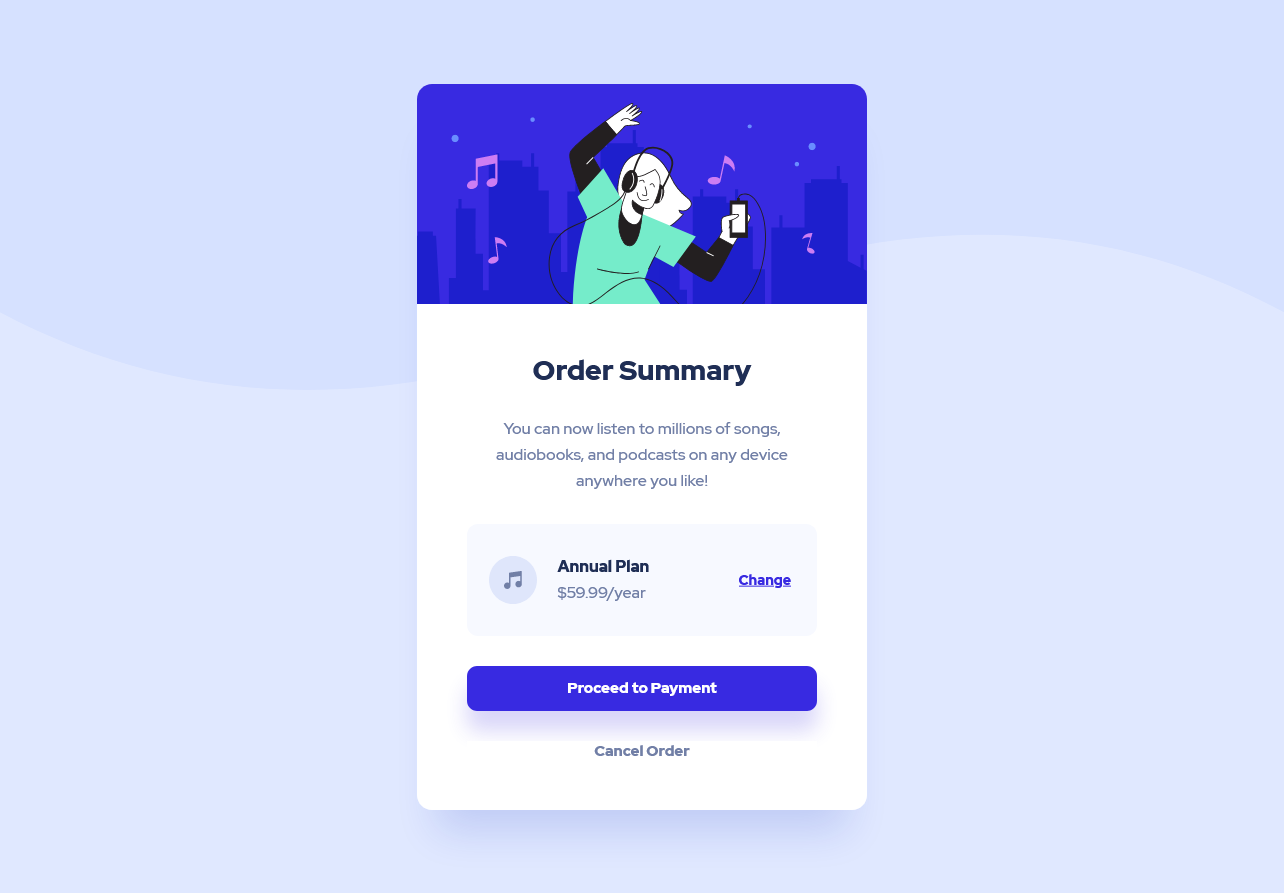 Order Summary
You can now listen to millions of songs,
audiobooks, and podcasts on any device
anywhere you like!
Annual Plan
$59.99/year
Change
Proceed to Payment
Cancel Order